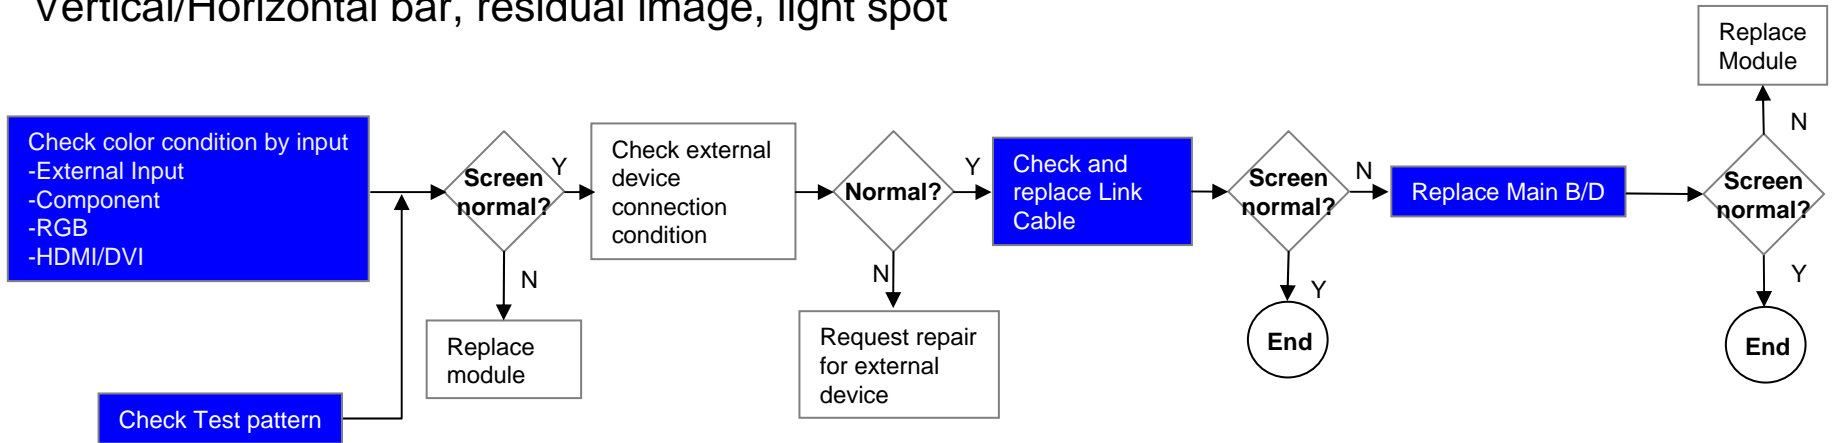 Vertical/Horizontal bar, residual image, light spot
Replace
Module
N
Check color condition by input
-External Input
-Component
-RGB
-HDMI/DVI
Screen
normal?
Y
N
Replace
module
Check Test pattern
Check external
device
connection
condition
Normal?
Y
N
Request repair
for external
device
Check and
replace Link
Cable
Screen
normal?
N
Y
End
Replace Main B/D
Screen
normal?
Y
End